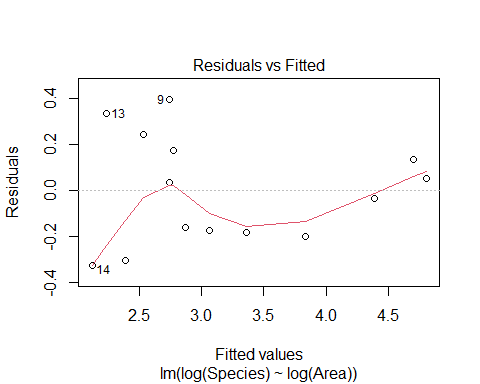 Residuals vs Fitted
Residuals
0.4
0.2
0.0
-0.2
-0.4
9
13
14
2.5 3.0 3.5 4.0 4.5
Fitted values
lm(log(Species) ~ log(Area))